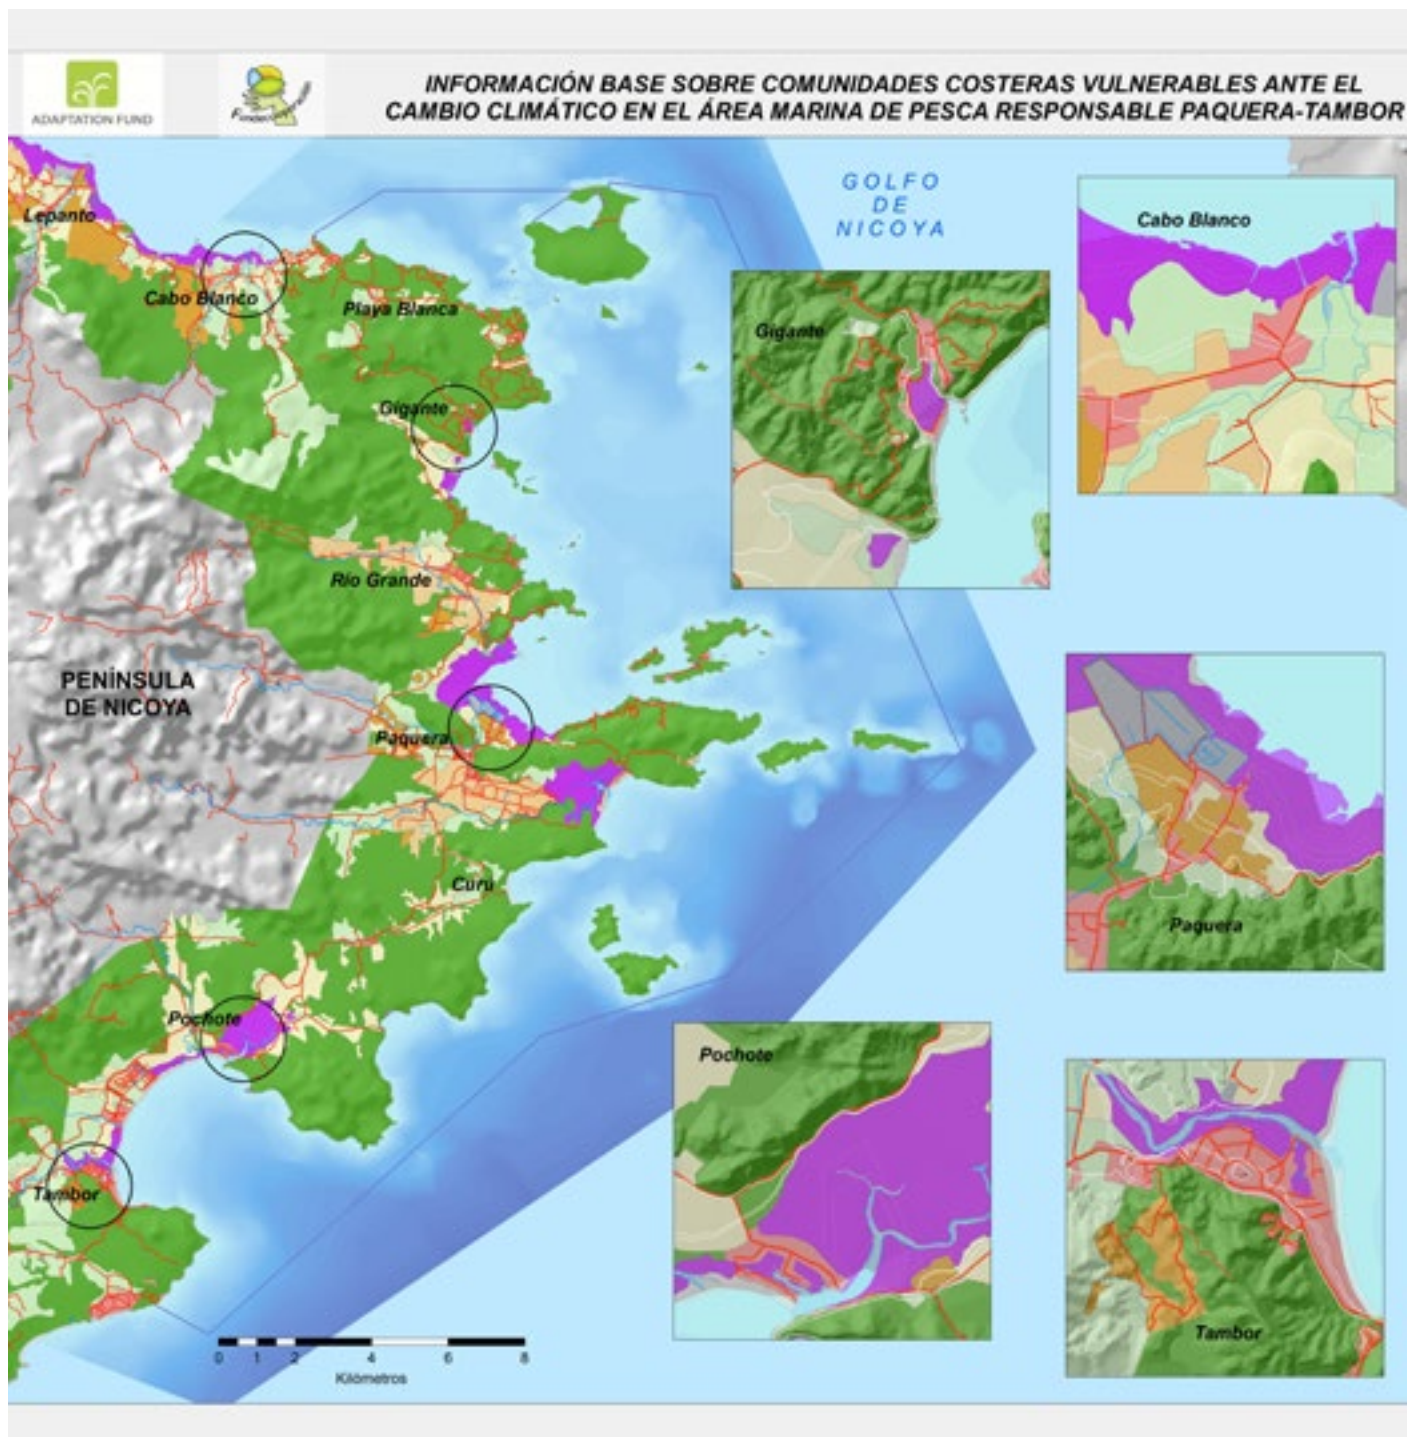 ADAPTATION FUND
INFORMACIÓN BASE SOBRE COMUNIDADES COSTERAS VULNERABLES ANTE EL
CAMBIO CLIMÁTICO EN EL ÁREA MARINA DE PESCA RESPONSABLE PAQUERA-TAMBOR
GOLFO
DE
NICOYA
Lepanto
Cabo Blanco
Playa Blanca
Gigante
Río Grande
PENÍNSULA
DE NICOYA
Paquera
Curú
Pochote
Tambor
Cabo Blanco
Gigante
Paquera
Pochote
Tambor
0 1 2 4 6 8
Kilómetros